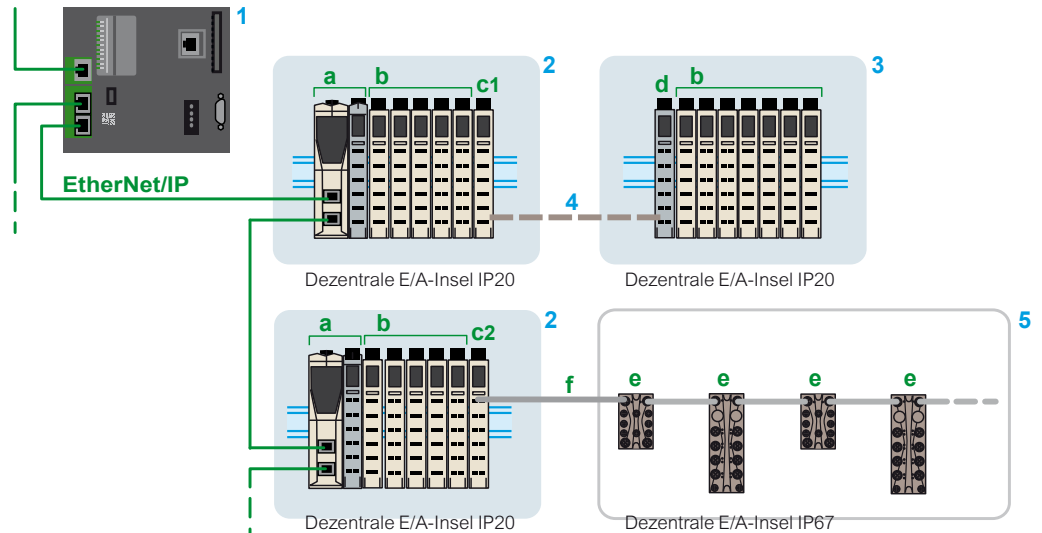 1
2
3
a
b
c1
d
b
EtherNet/IP
4
Dezentrale E/A-Insel IP20
Dezentrale E/A-Insel IP20
2
5
a
b
c2
f
e
e
e
e
Dezentrale E/A-Insel IP20
Dezentrale E/A-Insel IP67